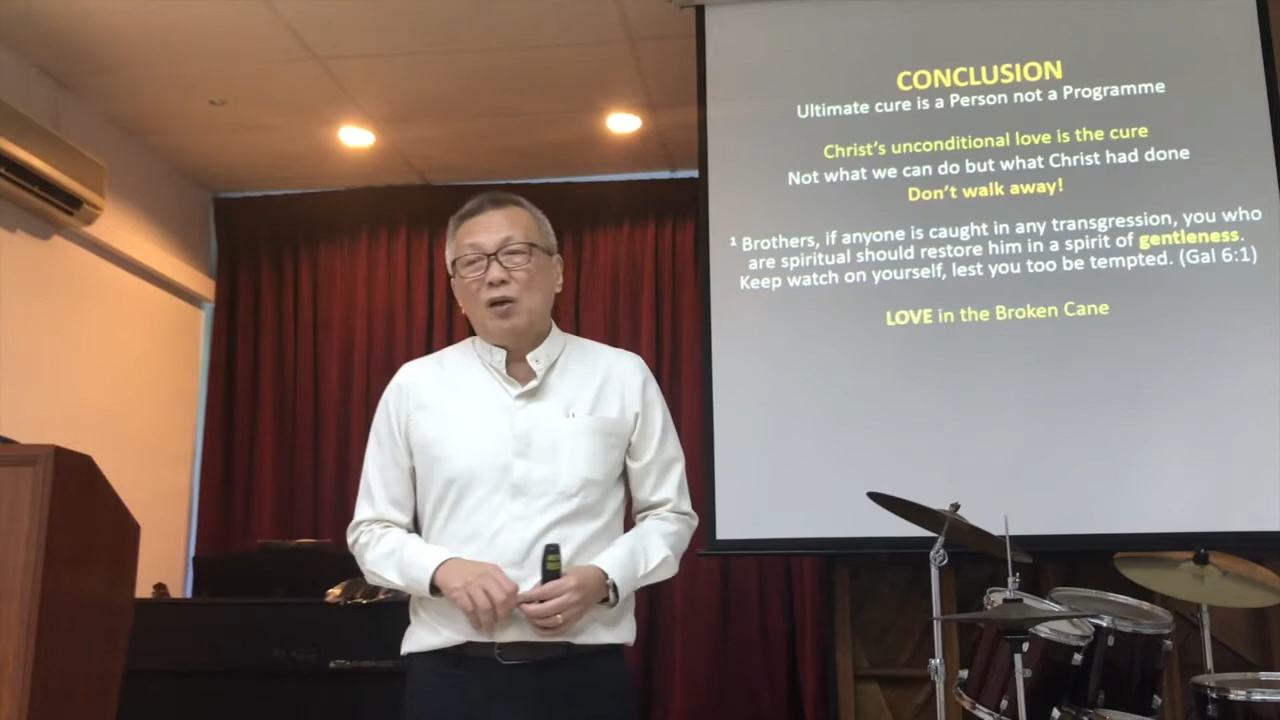 CONCLUSION
Ultimate cure is a Person not a Programme
Christ's unconditional love is the cure
Not what we can do but what Christ had done
Don't walk away!
¹ Brothers, if anyone is caught in any transgression, you who
are spiritual should restore him in a spirit of gentleness.
Keep watch on yourself, lest you too be tempted. (Gal 6:1)
LOVE in the Broken Cane